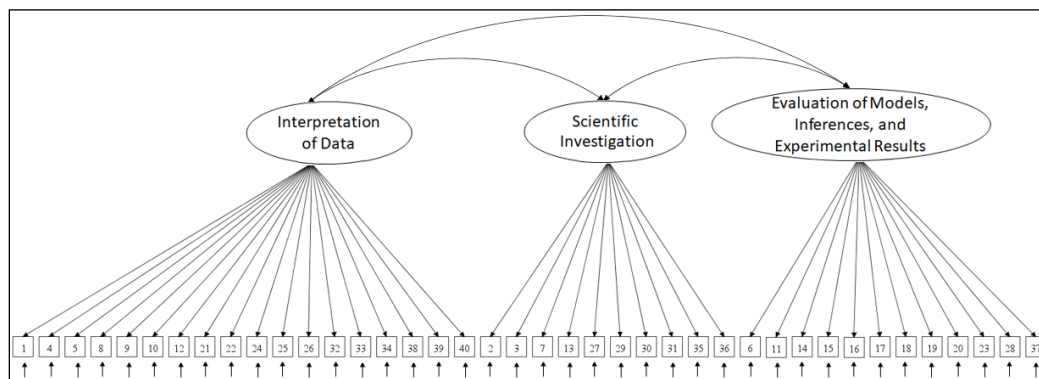 Interpretation
of Data
Scientific
Investigation
Evaluation of Models,
Inferences, and
Experimental Results
1 4 5 8 9 10 12 21 22 24 25 26 32 33 34 38 39 40 2 3 7 13 27 29 30 31 35 36 6 11 14 15 16 17 18 19 20 23 28 37